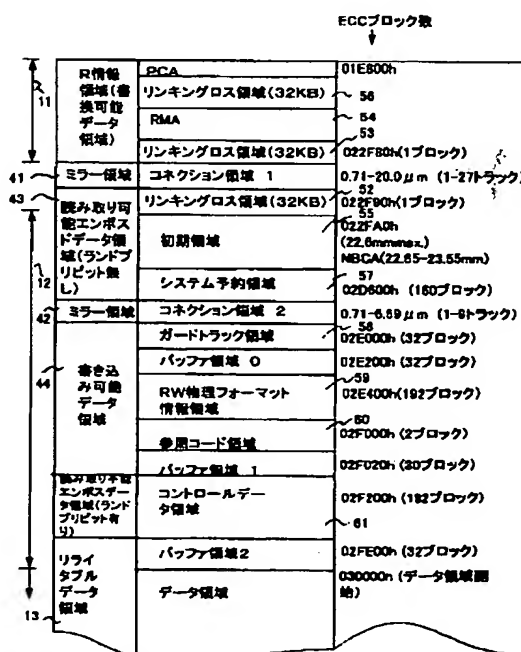 ECCブロック数
R情報領域(書換可能データ領域)
PCA
01E800h
リンキングロス領域(32KB)
56
RMA
54
53
リンキングロス領域(32KB)
022F80h(1ブロック)
11
41
ミラー領域
コネクション領域 1
0.71-20.0μm (1-27トラック)
43
読み取り可能エンボスドデータ領域(ランドプリピット無し)
リンキングロス領域(32KB)
52
022F90h(1ブロック)
55
初期領域
022FA0h
(22.6mmmax.)
NBCA(22.65-23.55mm)
12
システム予約領域
57
02D600h (160ブロック)
42
ミラー領域
コネクション領域 2
0.71-6.69μm (1-9トラック)
44
書き込み可能データ領域
ガードトラック領域
58
02E000h (32ブロック)
バッファ領域 0
02E200h (32ブロック)
RW物理フォーマット情報領域
59
02E400h(192ブロック)
60
参照コード領域
02F000h (2ブロック)
バッファ領域 1
02F020h (30ブロック)
読み取り不能エンボスデータ領域(ランドプリピット有り)
コントロールデータ領域
02F200h (192ブロック)
61
リライタブルデータ領域
バッファ領域2
02FE00h (32ブロック)
データ領域
030000h (データ領域開始)
13